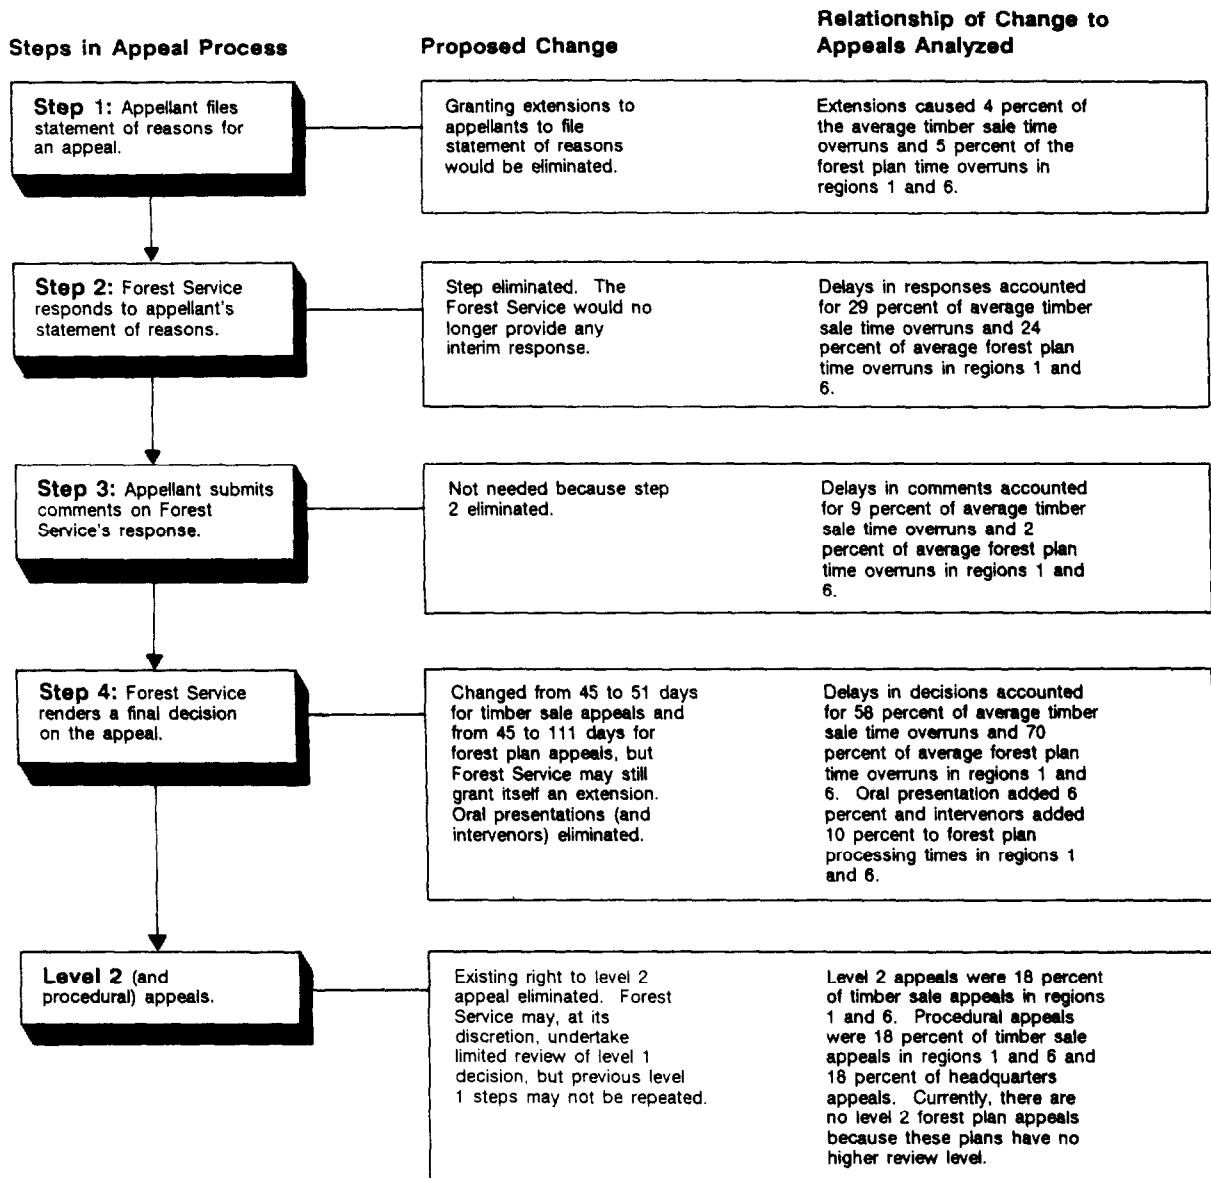 Steps in Appeal Process
Proposed Change
Relationship of Change to
Appeals Analyzed
Step 1: Appellant files
statement of reasons for
an appeal.
Granting extensions to
appellants to file
statement of reasons
would be eliminated.
Extensions caused 4 percent of
the average timber sale time
overruns and 5 percent of the
forest plan time overruns in
regions 1 and 6.
Step 2: Forest Service
responds to appellant's
statement of reasons.
Step eliminated. The
Forest Service would no
longer provide any
interim response.
Delays in responses accounted
for 29 percent of average timber
sale time overruns and 24
percent of average forest plan
time overruns in regions 1 and
6.
Step 3: Appellant submits
comments on Forest
Service's response.
Not needed because step
2 eliminated.
Delays in comments accounted
for 9 percent of average timber
sale time overruns and 2
percent of average forest plan
time overruns in regions 1 and
6.
Step 4: Forest Service
renders a final decision
on the appeal.
Changed from 45 to 51 days
for timber sale appeals and
from 45 to 111 days for
forest plan appeals, but
Forest Service may still
grant itself an extension.
Oral presentations (and
intervenors) eliminated.
Delays in decisions accounted
for 58 percent of average timber
sale time overruns and 70
percent of average forest plan
time overruns in regions 1 and
6. Oral presentation added 6
percent and intervenors added
10 percent to forest plan
processing times in regions 1
and 6.
Level 2 (and
procedural) appeals.
Existing right to level 2
appeal eliminated. Forest
Service may, at its
discretion, undertake
limited review of level 1
decision, but previous level
1 steps may not be repeated.
Level 2 appeals were 18 percent
of timber sale appeals in regions
1 and 6. Procedural appeals
were 18 percent of timber sale
appeals in regions 1 and 6 and
18 percent of headquarters
appeals. Currently, there are
no level 2 forest plan appeals
because these plans have no
higher review level.